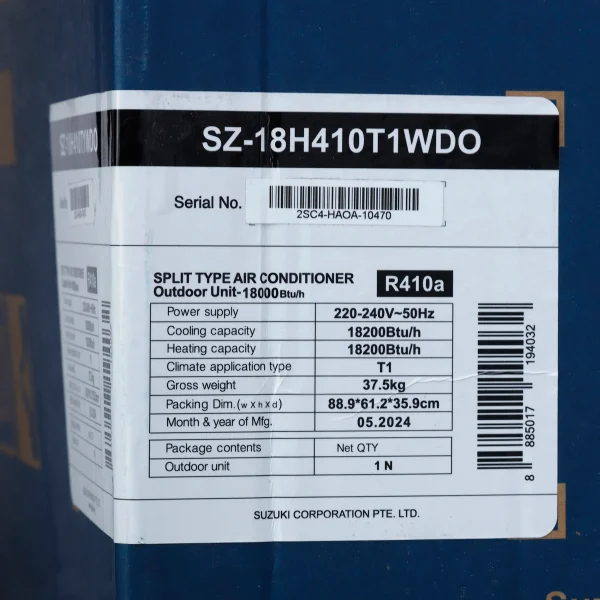 SZ-18H410T1WDO
Serial No.
2SC4-HAOA-10470
SPLIT TYPE AIR CONDITIONER
Outdoor Unit-18000Btu/h
R410a
Power supply 220-240V~50Hz
Cooling capacity 18200Btu/h
Heating capacity 18200Btu/h
Climate application type T1
Gross weight 37.5kg
Packing Dim.(w X h X d) 88.9*61.2*35.9cm
Month & year of Mfg. 05.2024
Package contents Net QTY
Outdoor unit 1 N
8 885017 194032
SUZUKI CORPORATION PTE. LTD.